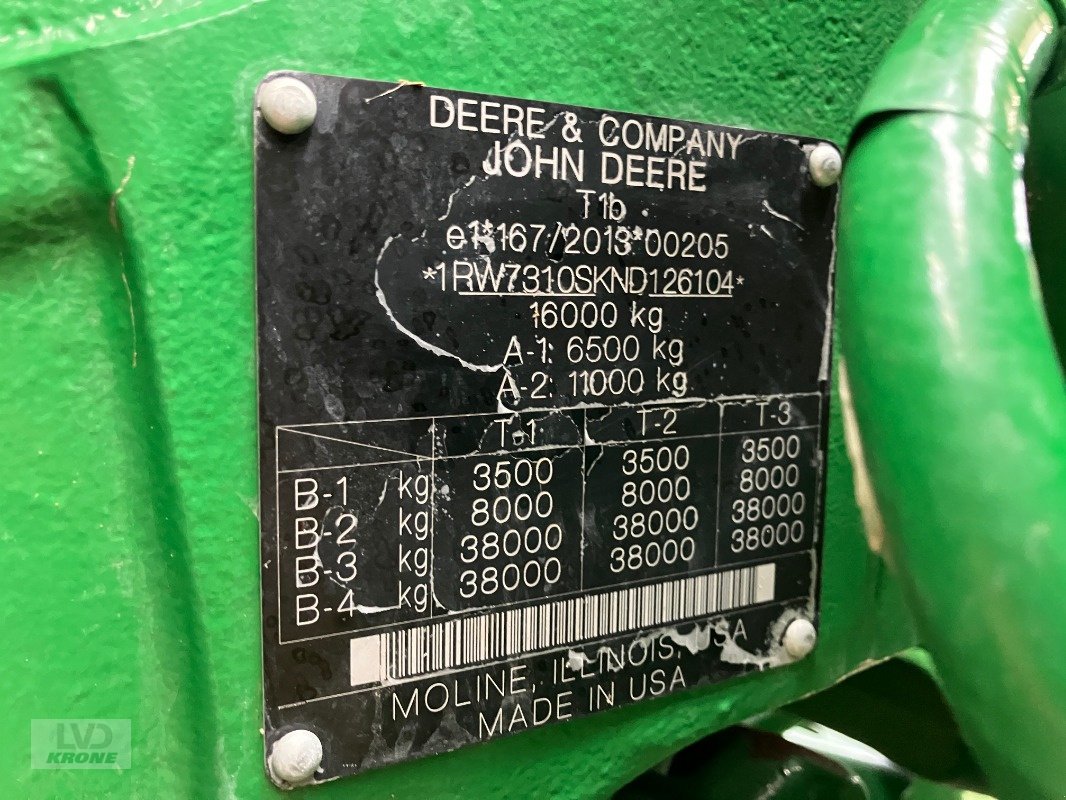 DEERE & COMPANY
JOHN DEERE
T1b
e1*167/2013*00205
*1RW7310SKND126104*
16000 kg
A-1: 6500 kg
A-2: 11000 kg
T-1 T-2 T-3
B-1 kg 3500 3500 3500
B-2 kg 8000 8000 8000
B-3 kg 38000 38000 38000
B-4 kg 38000 38000 38000
MOLINE, ILLINOIS, USA
MADE IN USA
LVD
KRONE